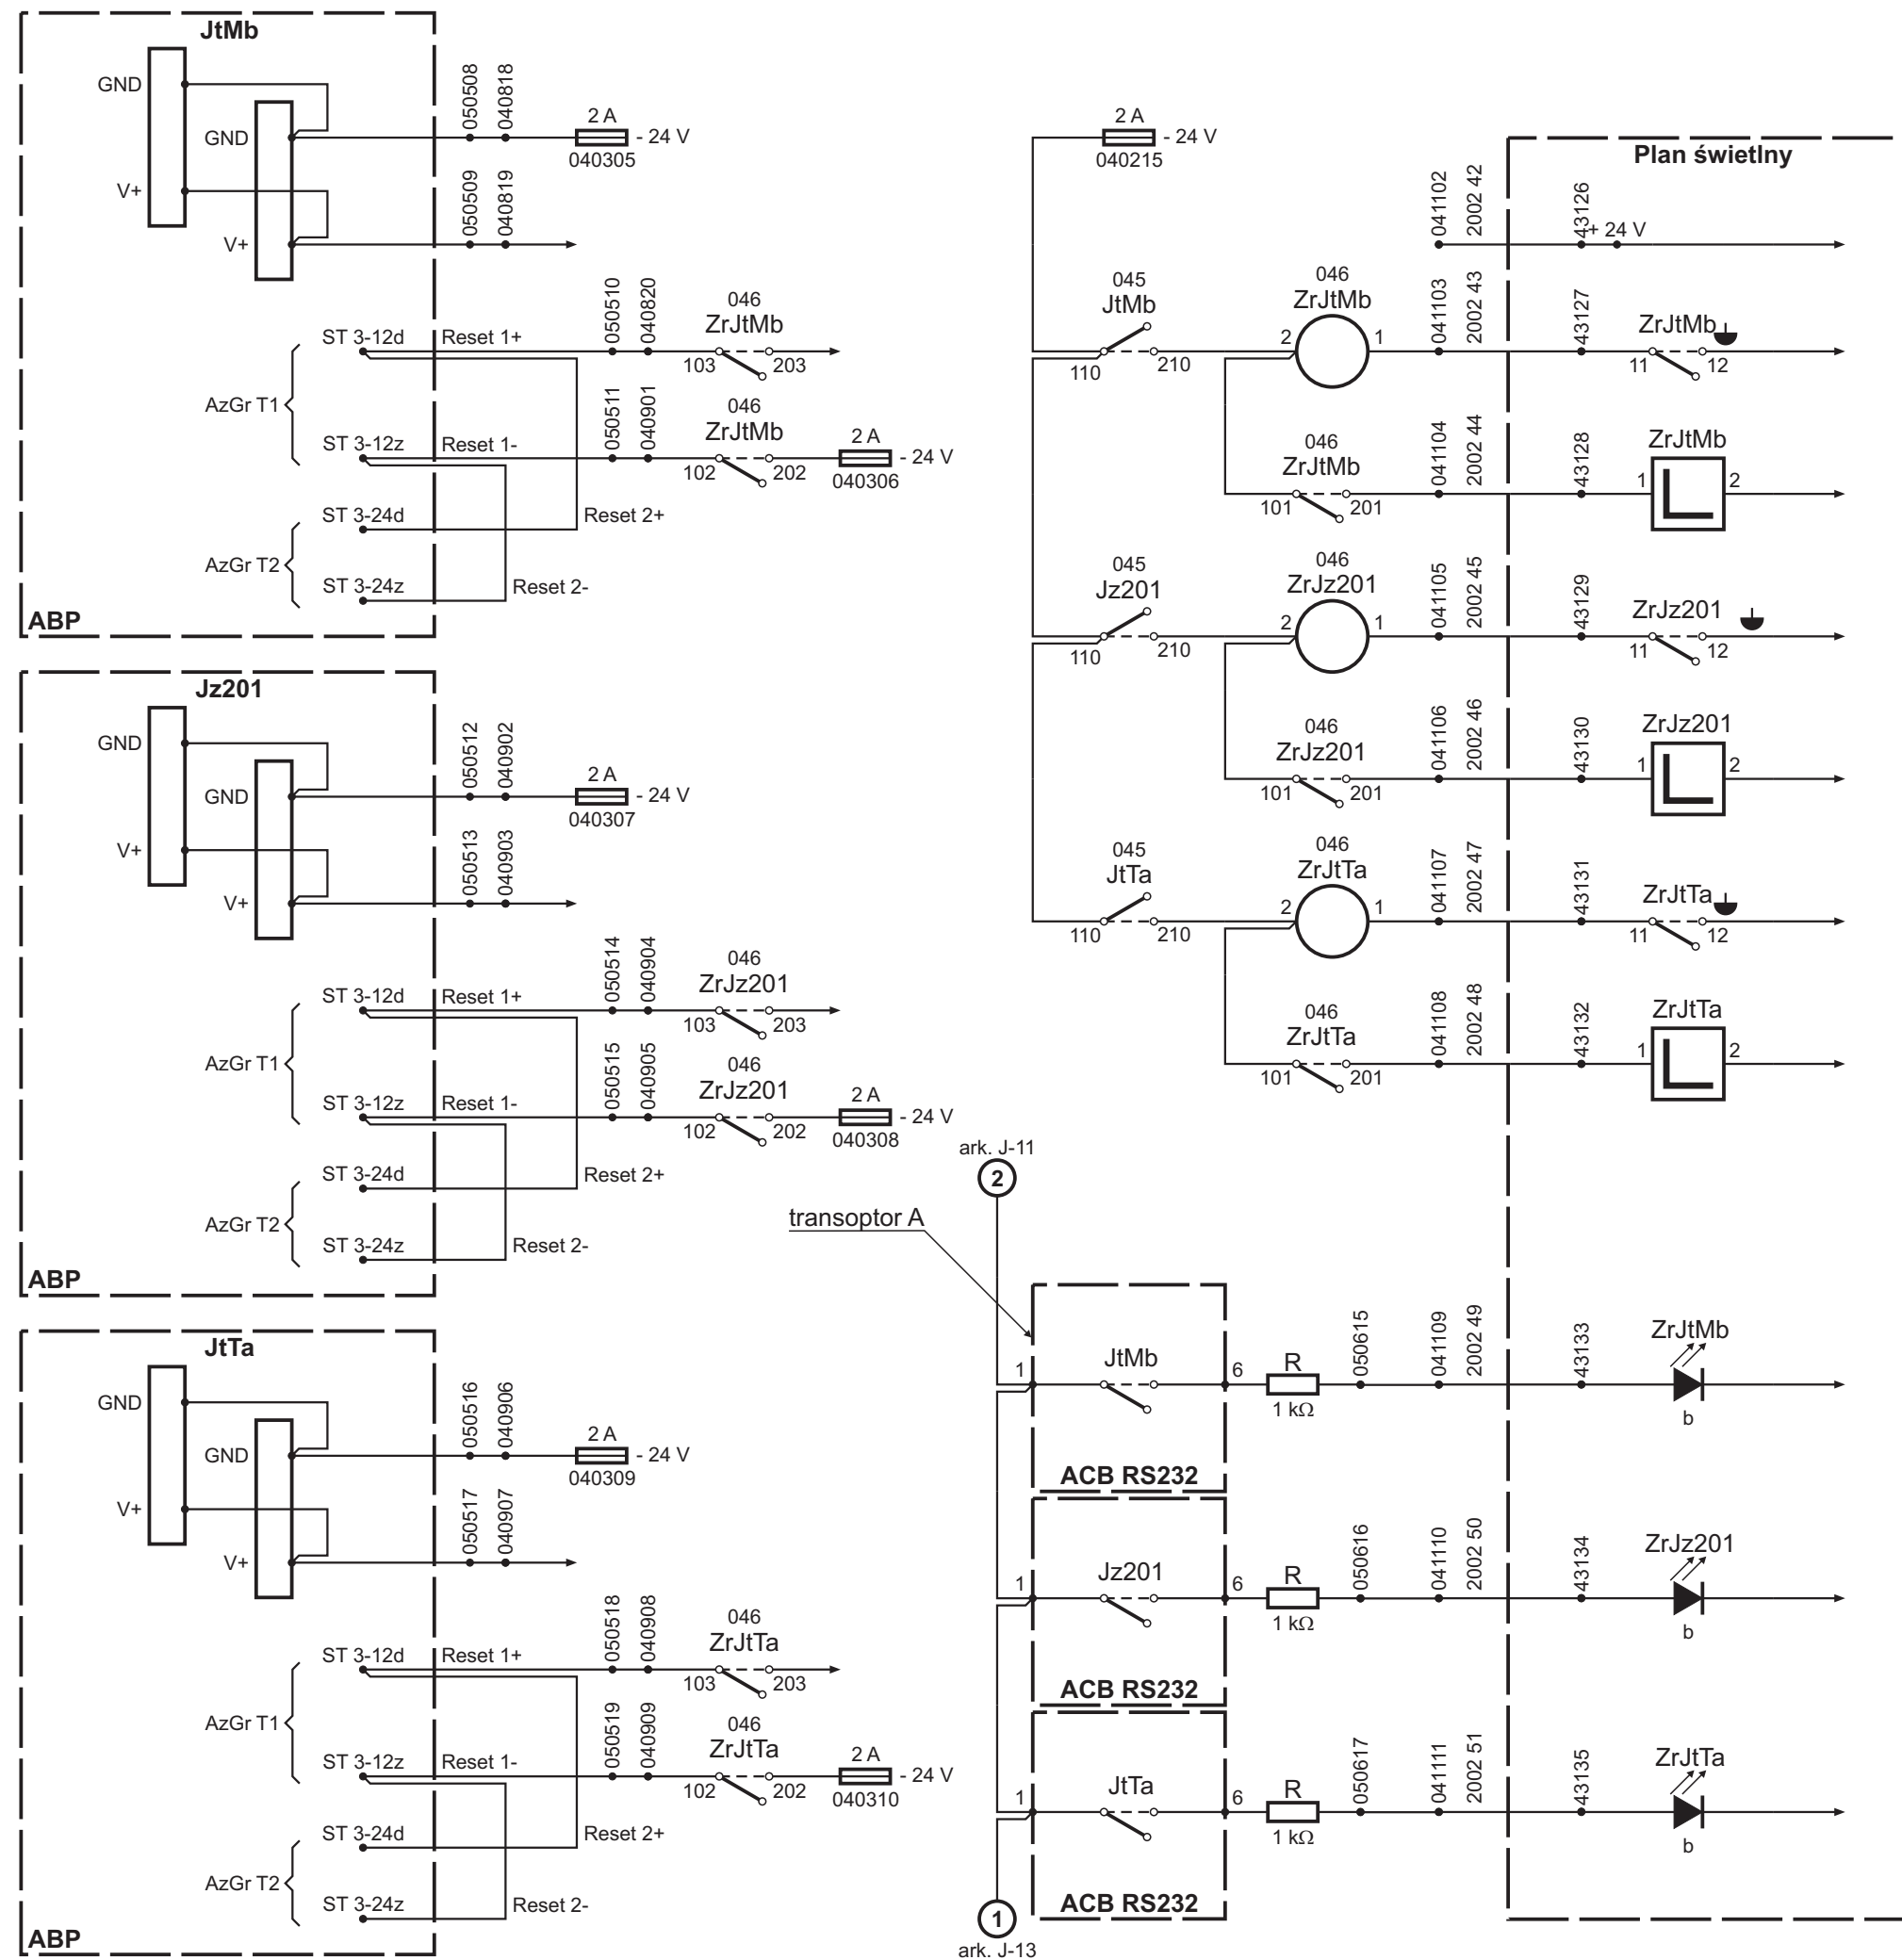 JtMb
GND
GND
V+
V+
050508
040818
2 A
- 24 V
040305
050509
040819
ST 3-12d
Reset 1+
050510
040820
046
ZrJtMb
103
203
AzGr T1
ST 3-12z
Reset 1-
050511
040901
046
ZrJtMb
102
202
2 A
- 24 V
040306
ST 3-24d
Reset 2+
AzGr T2
ST 3-24z
Reset 2-
ABP
Jz201
GND
GND
V+
V+
050512
040902
2 A
- 24 V
040307
050513
040903
ST 3-12d
Reset 1+
050514
040904
046
ZrJz201
103
203
AzGr T1
ST 3-12z
Reset 1-
050515
040905
046
ZrJz201
102
202
2 A
- 24 V
040308
ST 3-24d
Reset 2+
AzGr T2
ST 3-24z
Reset 2-
ABP
JtTa
GND
GND
V+
V+
050516
040906
2 A
- 24 V
040309
050517
040907
ST 3-12d
Reset 1+
050518
040908
046
ZrJtTa
103
203
AzGr T1
ST 3-12z
Reset 1-
050519
040909
046
ZrJtTa
102
202
2 A
- 24 V
040310
ST 3-24d
Reset 2+
AzGr T2
ST 3-24z
Reset 2-
ABP
2 A
- 24 V
040215
Plan świetlny
041102
2002 42
43126
+ 24 V
045
JtMb
110
210
046
ZrJtMb
2
1
041103
2002 43
43127
ZrJtMb
11
12
046
ZrJtMb
101
201
041104
2002 44
43128
ZrJtMb
1
2
045
Jz201
110
210
046
ZrJz201
2
1
041105
2002 45
43129
ZrJz201
11
12
046
ZrJz201
101
201
041106
2002 46
43130
ZrJz201
1
2
045
JtTa
110
210
046
ZrJtTa
2
1
041107
2002 47
43131
ZrJtTa
11
12
046
ZrJtTa
101
201
041108
2002 48
43132
ZrJtTa
1
2
ark. J-11
2
transoptor A
1
JtMb
6
R
1 kΩ
050615
041109
2002 49
43133
ZrJtMb
b
ACB RS232
1
Jz201
6
R
1 kΩ
050616
041110
2002 50
43134
ZrJz201
b
ACB RS232
1
JtTa
6
R
1 kΩ
050617
041111
2002 51
43135
ZrJtTa
b
ACB RS232
1
ark. J-13